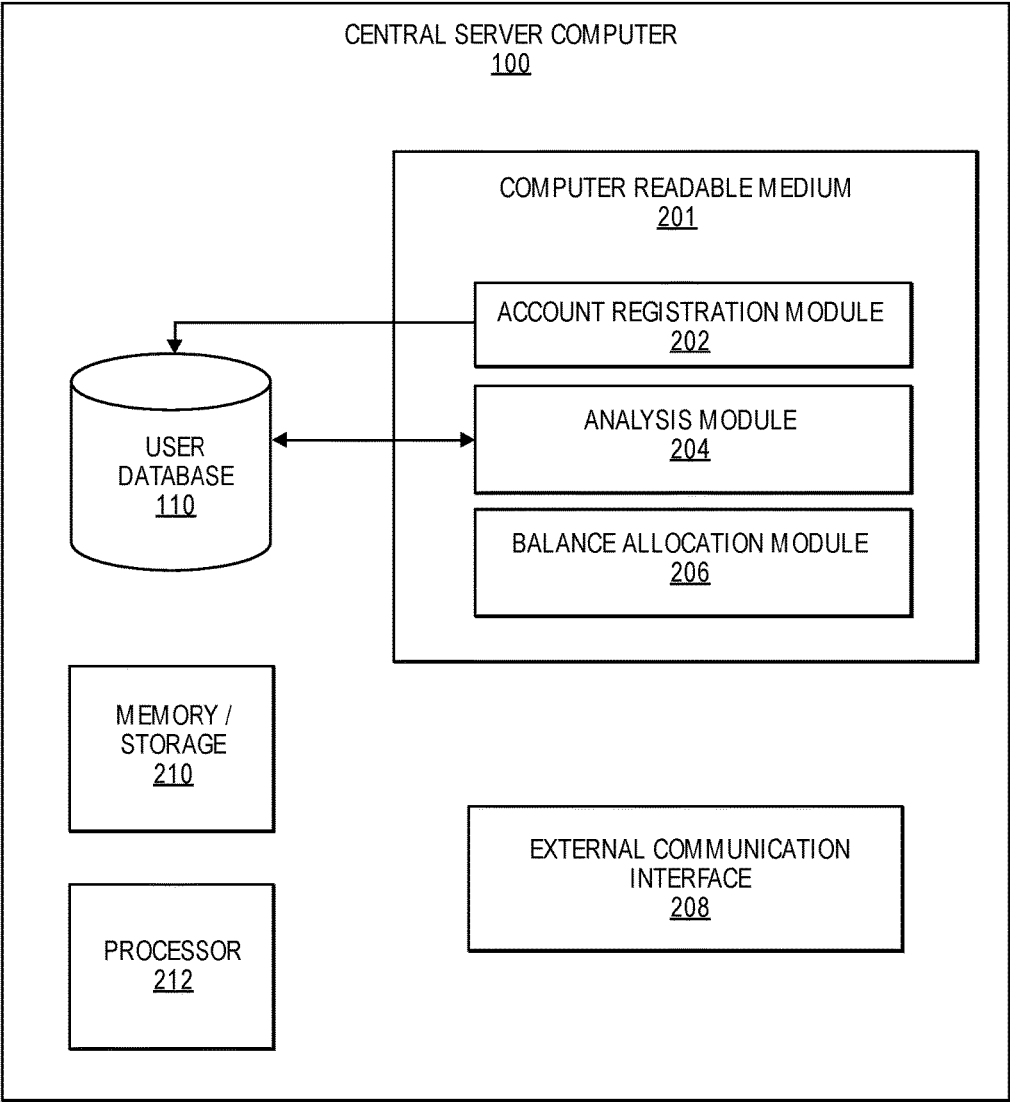 CENTRAL SERVER COMPUTER
100
COMPUTER READABLE MEDIUM
201
ACCOUNT REGISTRATION MODULE
202
ANALYSIS MODULE
204
BALANCE ALLOCATION MODULE
206
USER
DATABASE
110
MEMORY /
STORAGE
210
EXTERNAL COMMUNICATION
INTERFACE
208
PROCESSOR
212